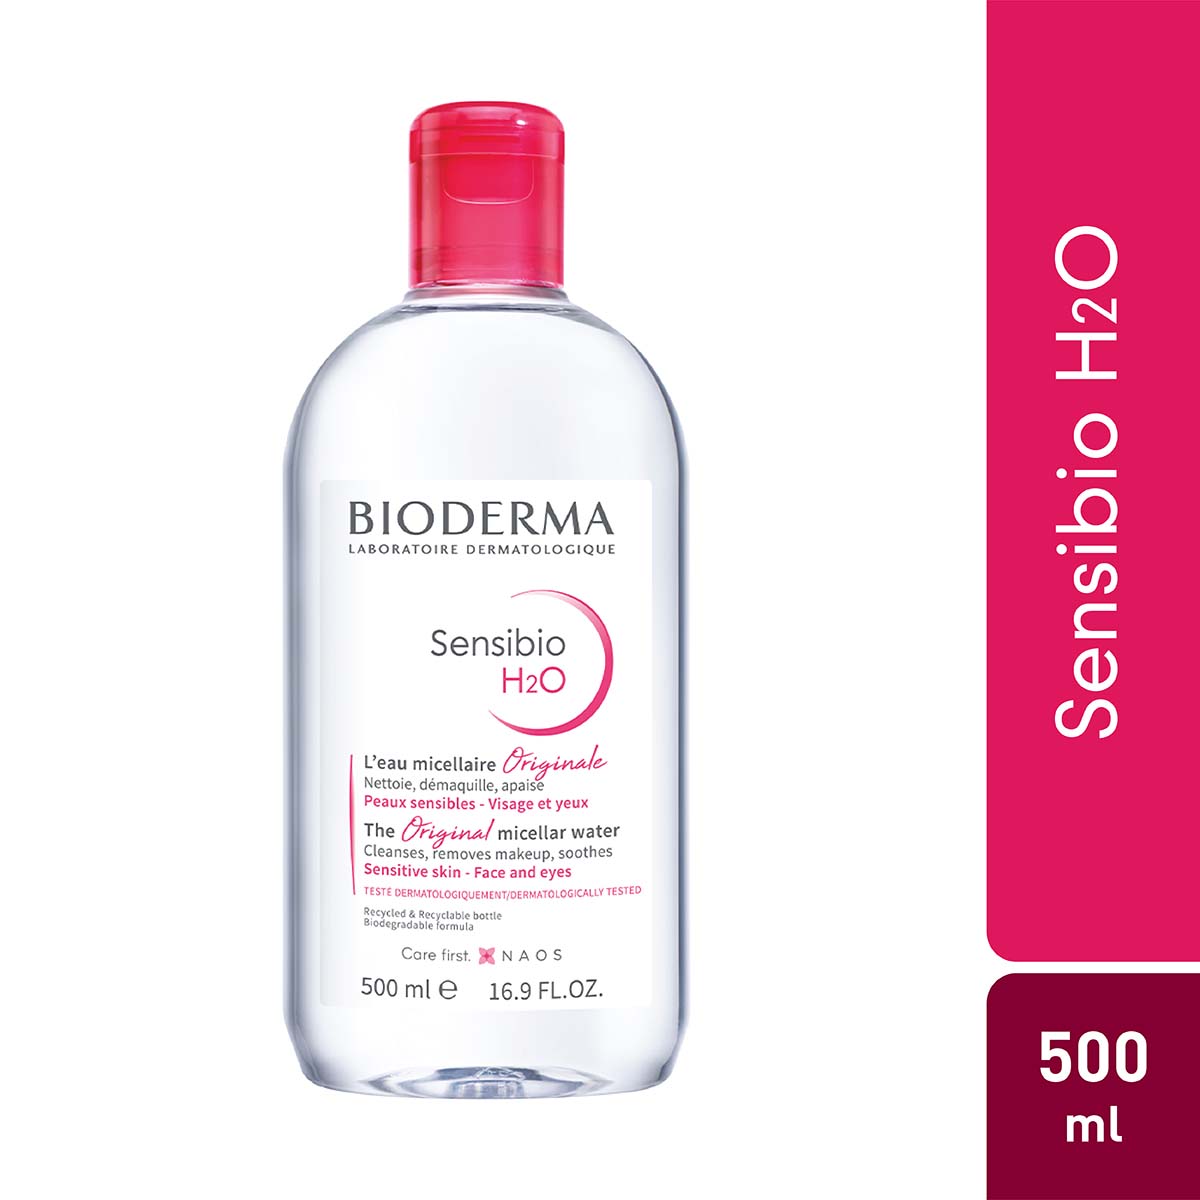 BIODERMA
LABORATOIRE DERMATOLOGIQUE
Sensibio
H2O
L'eau micellaire Originale
Nettoie, démaquille, apaise
Peaux sensibles - Visage et yeux
The Original micellar water
Cleanses, removes makeup, soothes
Sensitive skin - Face and eyes
TESTÉ DERMATOLOGIQUEMENT/DERMATOLOGICALLY TESTED
Recycled & Recyclable bottle
Biodegradable formula
Care first. NAOS
500 ml ℮ 16.9 FL.OZ.
Sensibio H2O
500
ml